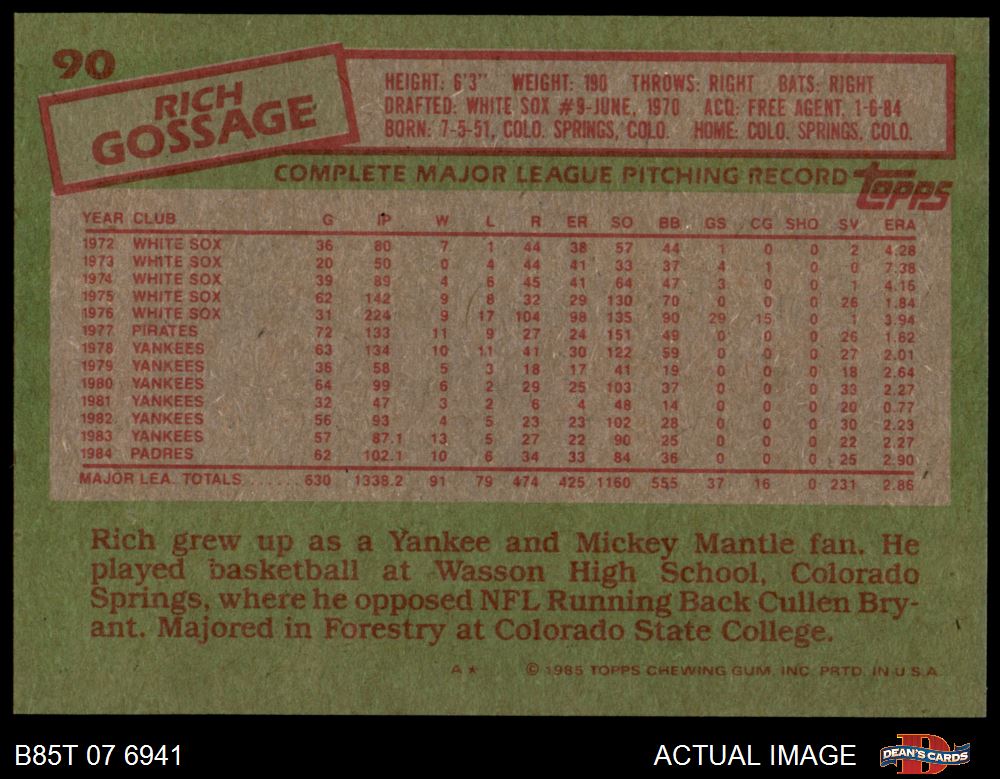 90
RICH
GOSSAGE
HEIGHT: 6'3" WEIGHT: 190 THROWS: RIGHT BATS: RIGHT
DRAFTED: WHITE SOX #9-JUNE, 1970 ACQ: FREE AGENT, 1-6-84
BORN: 7-5-51, COLO. SPRINGS, COLO. HOME: COLO. SPRINGS, COLO.
COMPLETE MAJOR LEAGUE PITCHING RECORD topps
YEAR CLUB G IP W L R ER SO BB GS CG SHO SV ERA
1972 WHITE SOX 36 80 7 1 44 38 57 44 1 0 0 2 4.28
1973 WHITE SOX 20 50 0 4 44 41 33 37 4 1 0 0 7.38
1974 WHITE SOX 39 89 4 6 45 41 64 47 3 0 0 1 4.15
1975 WHITE SOX 62 142 9 8 32 29 130 70 0 0 0 26 1.84
1976 WHITE SOX 31 224 9 17 104 98 135 90 29 15 0 1 3.94
1977 PIRATES 72 133 11 9 27 24 151 49 0 0 0 26 1.62
1978 YANKEES 63 134 10 11 41 30 122 59 0 0 0 27 2.01
1979 YANKEES 36 58 5 3 18 17 41 19 0 0 0 18 2.64
1980 YANKEES 64 99 6 2 29 25 103 37 0 0 0 33 2.27
1981 YANKEES 32 47 3 2 6 4 48 14 0 0 0 20 0.77
1982 YANKEES 56 93 4 5 23 23 102 28 0 0 0 30 2.23
1983 YANKEES 57 87.1 13 5 27 22 90 25 0 0 0 22 2.27
1984 PADRES 62 102.1 10 6 34 33 84 36 0 0 0 25 2.90
MAJOR LEA. TOTALS ...... 630 1338.2 91 79 474 425 1160 555 37 16 0 231 2.86
Rich grew up as a Yankee and Mickey Mantle fan. He
played basketball at Wasson High School, Colorado
Springs, where he opposed NFL Running Back Cullen Bry-
ant. Majored in Forestry at Colorado State College.
A★ © 1985 TOPPS CHEWING GUM, INC. PRTD. IN U.S.A.
B85T 07 6941 ACTUAL IMAGE DEAN'S CARDS